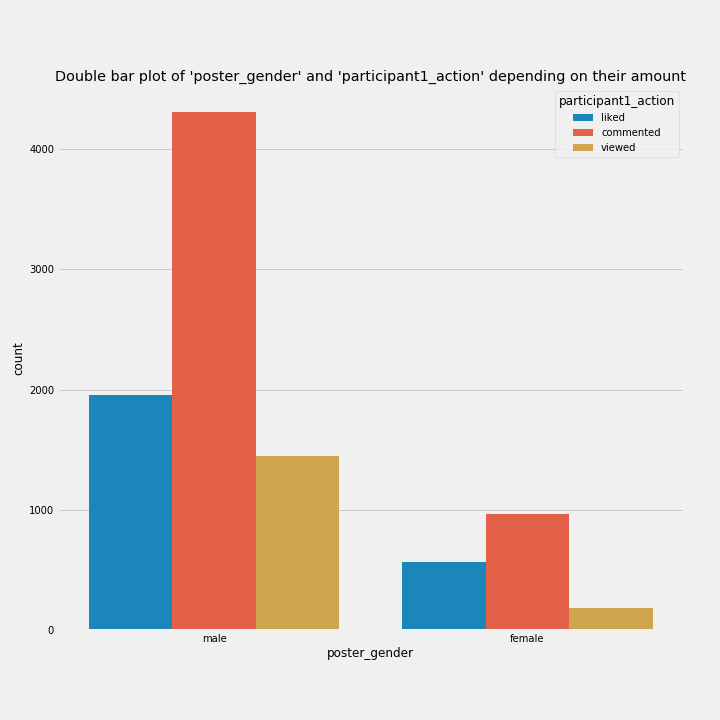 Double bar plot of 'poster_gender' and 'participant1_action' depending on their amount
participant1_action
liked
commented
viewed
4000
3000
2000
1000
0
count
male
female
poster_gender